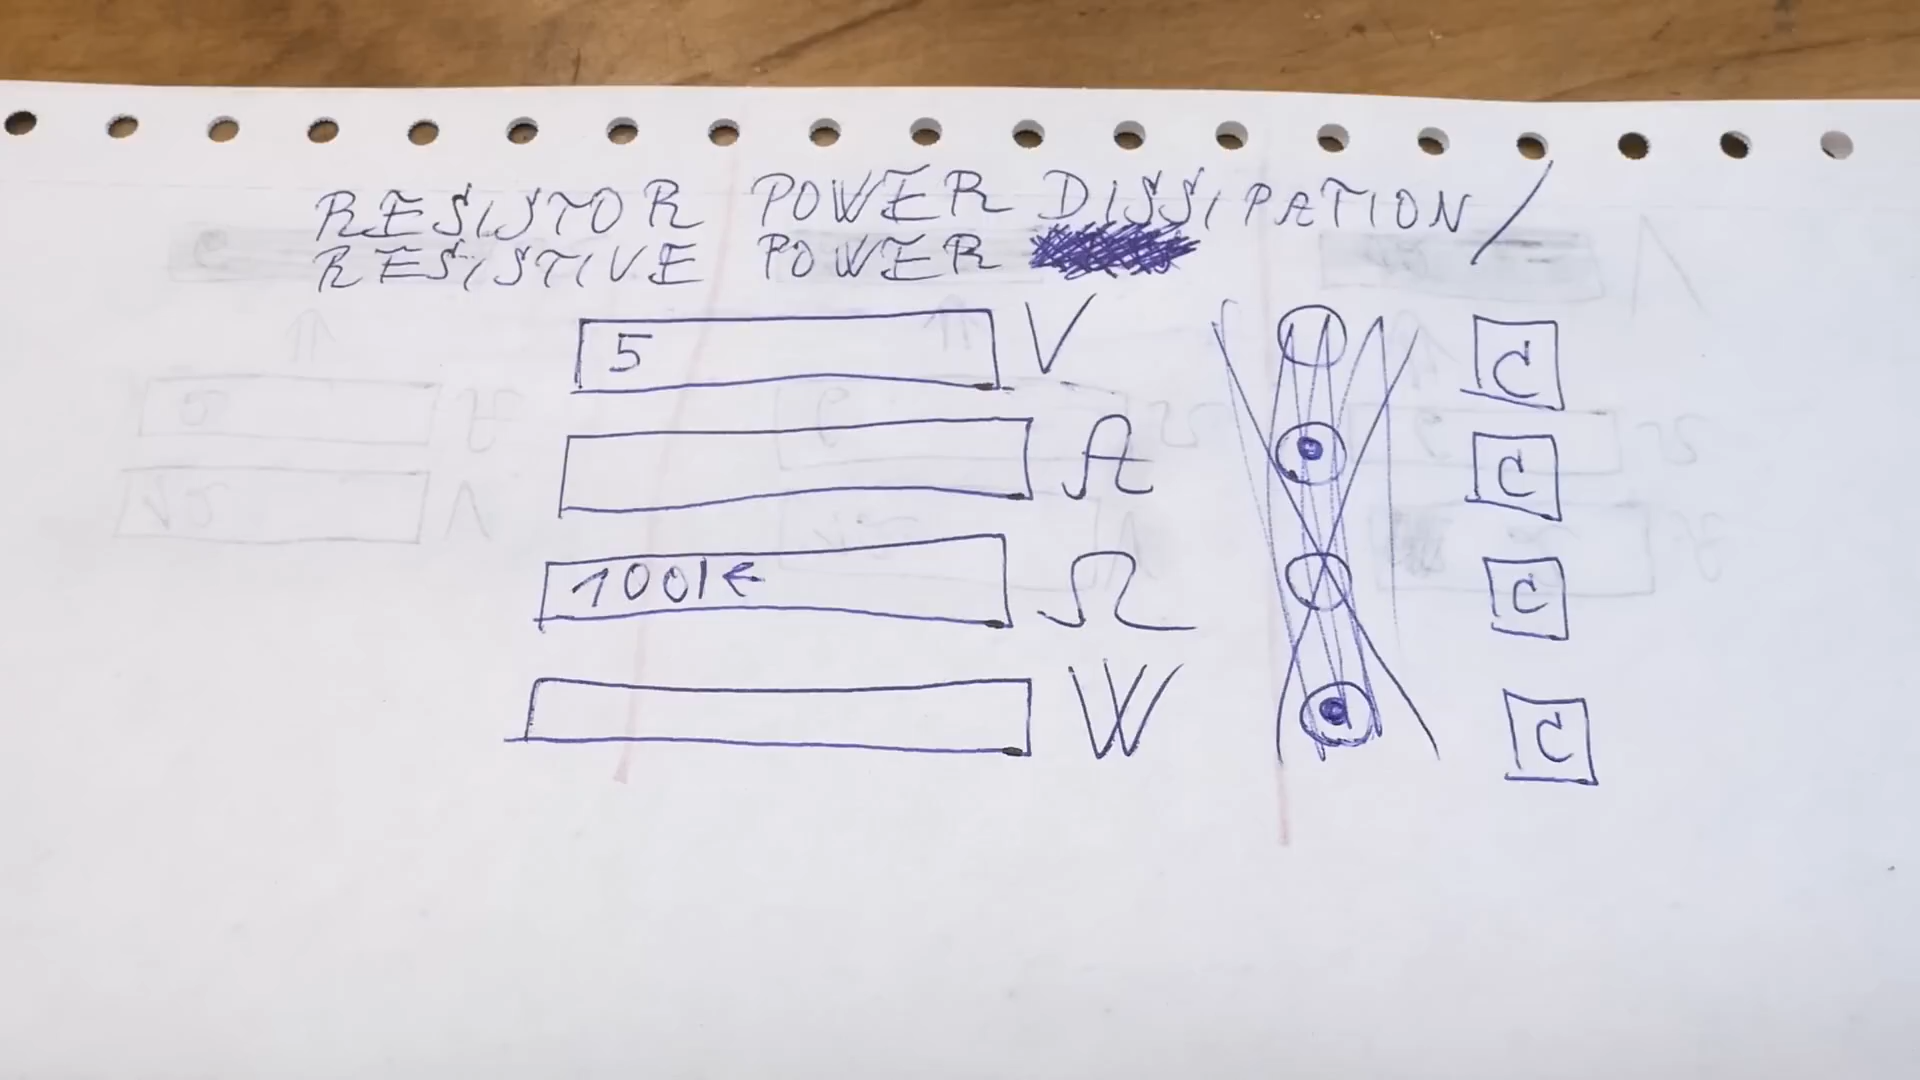 RESISTOR POWER DISSIPATION/
RESISTIVE POWER
5 V C
A C
100k Ω C
W C